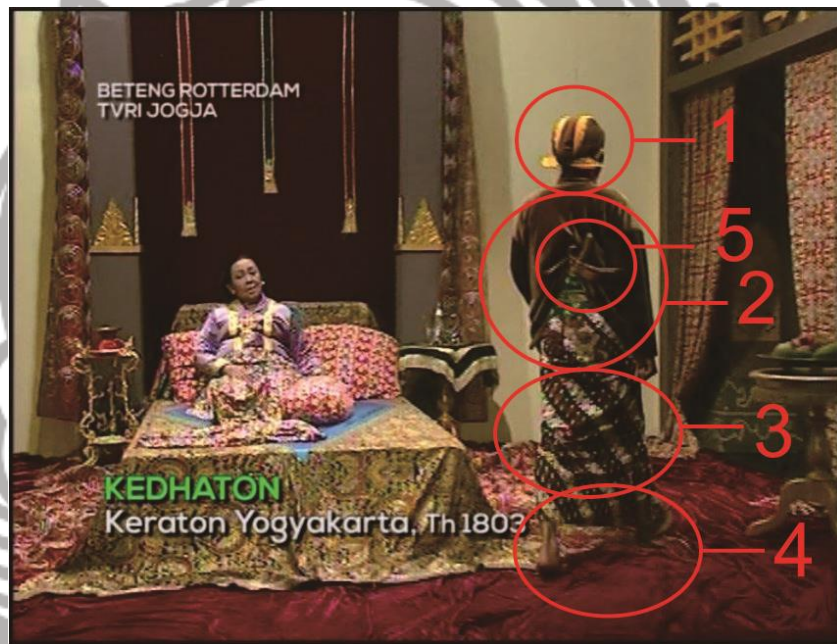 BETENG ROTTERDAM
TVRI JOGJA
1
5
2
3
KEDHATON
Keraton Yogyakarta, Th 1803
4